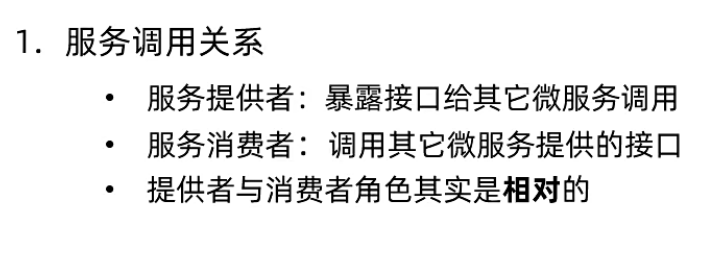 1. 服务调用关系
• 服务提供者：暴露接口给其它微服务调用
• 服务消费者：调用其它微服务提供的接口
• 提供者与消费者角色其实是相对的